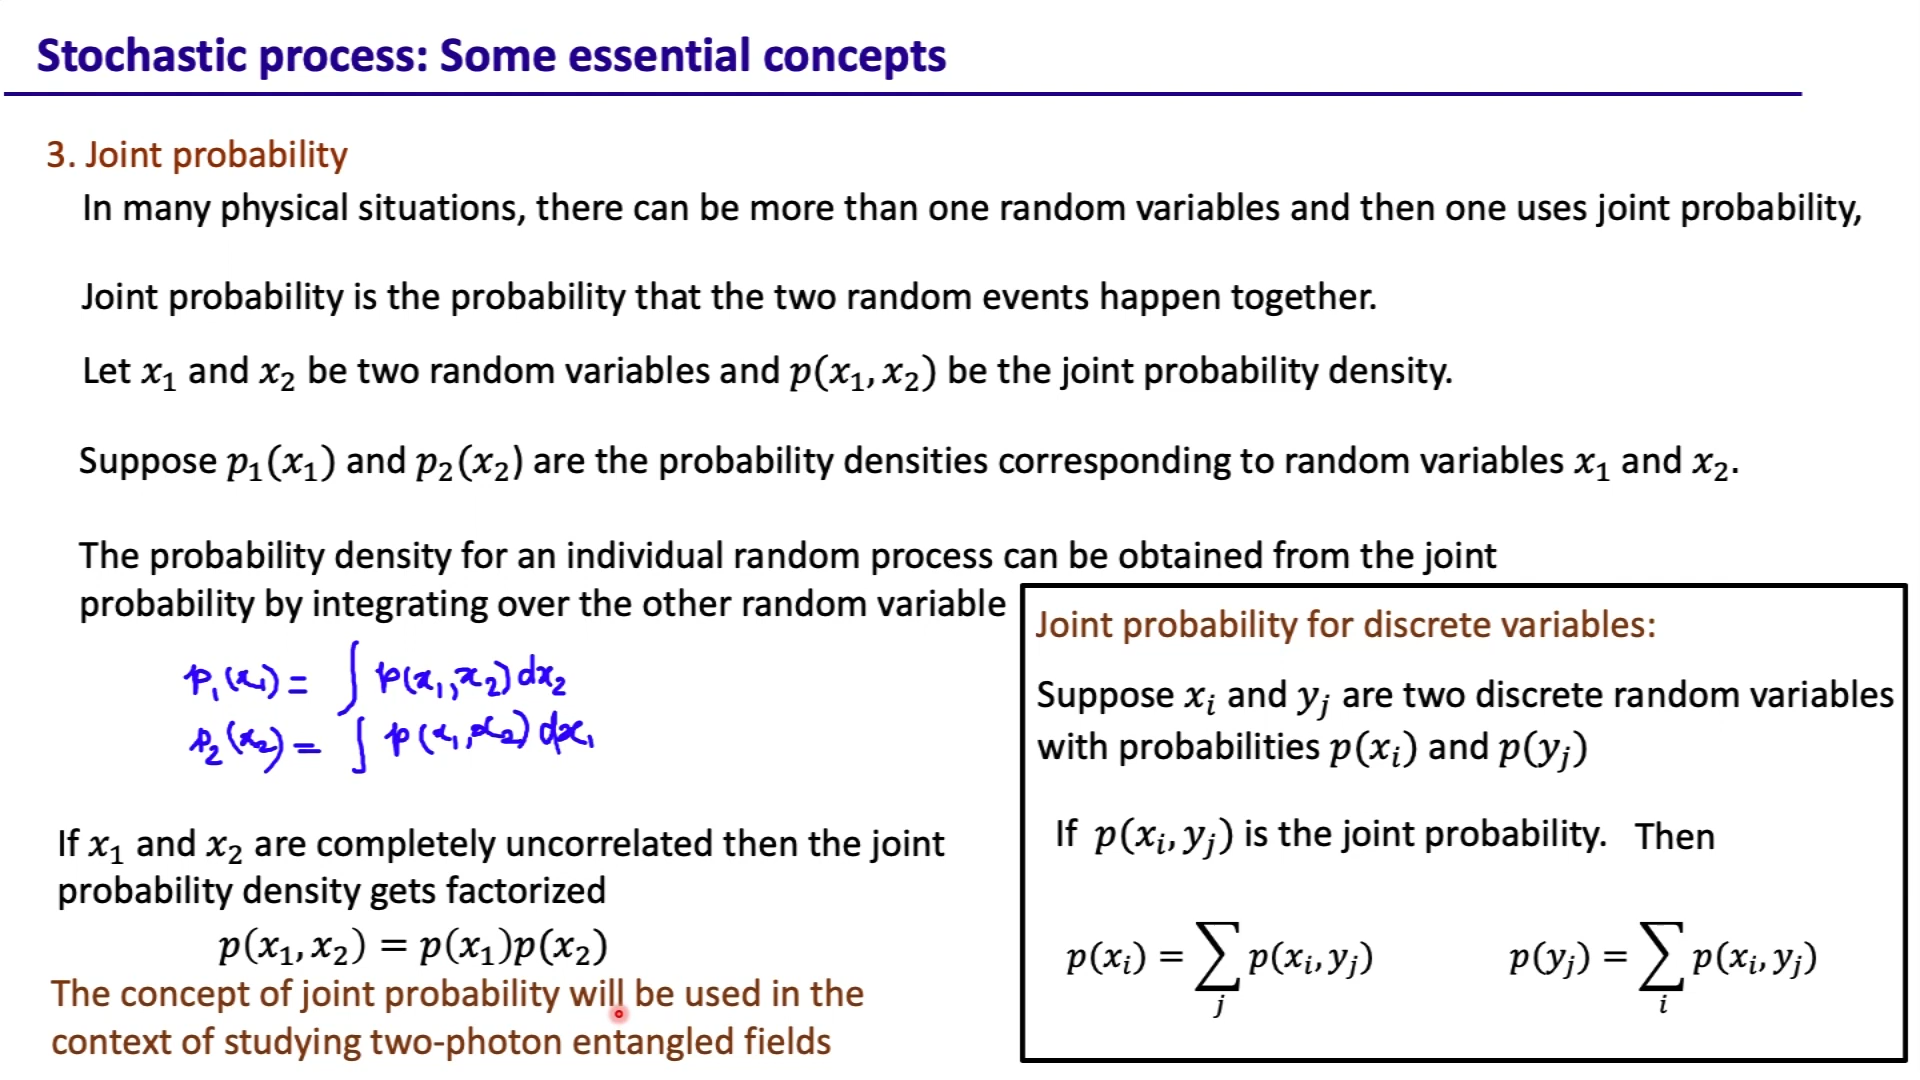 Stochastic process: Some essential concepts
3. Joint probability
In many physical situations, there can be more than one random variables and then one uses joint probability,
Joint probability is the probability that the two random events happen together.
Let x₁ and x₂ be two random variables and p(x₁, x₂) be the joint probability density.
Suppose p₁(x₁) and p₂(x₂) are the probability densities corresponding to random variables x₁ and x₂.
The probability density for an individual random process can be obtained from the joint
probability by integrating over the other random variable
p₁(x₁) = ∫ p(x₁,x₂) dx₂
p₂(x₂) = ∫ p(x₁,x₂) dx₁
If x₁ and x₂ are completely uncorrelated then the joint
probability density gets factorized
p(x₁, x₂) = p(x₁)p(x₂)
The concept of joint probability will be used in the
context of studying two-photon entangled fields
Joint probability for discrete variables:
Suppose xᵢ and yⱼ are two discrete random variables
with probabilities p(xᵢ) and p(yⱼ)
If p(xᵢ, yⱼ) is the joint probability. Then
p(xᵢ) = ∑ⱼ p(xᵢ, yⱼ) p(yⱼ) = ∑ᵢ p(xᵢ, yⱼ)